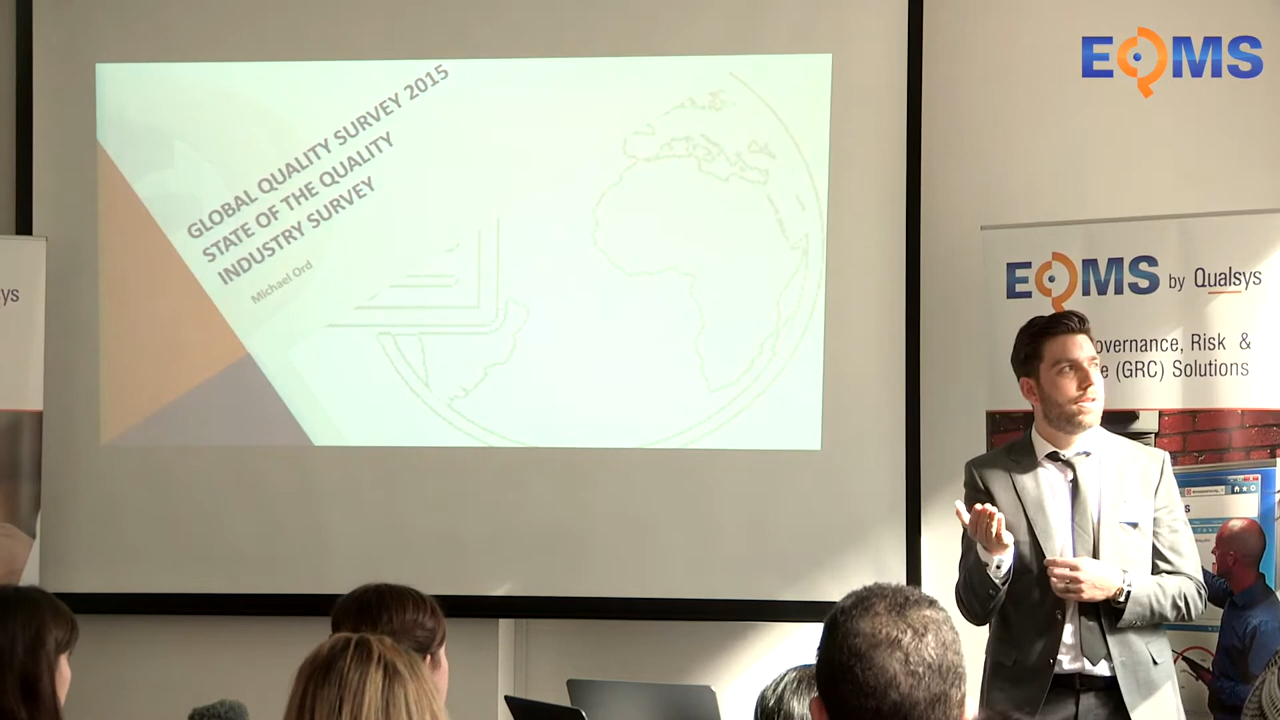 GLOBAL QUALITY SURVEY 2015
STATE OF THE QUALITY
INDUSTRY SURVEY
Michael Ord
EQMS
EQMS by Qualsys
overnance, Risk &
e (GRC) Solutions
ys